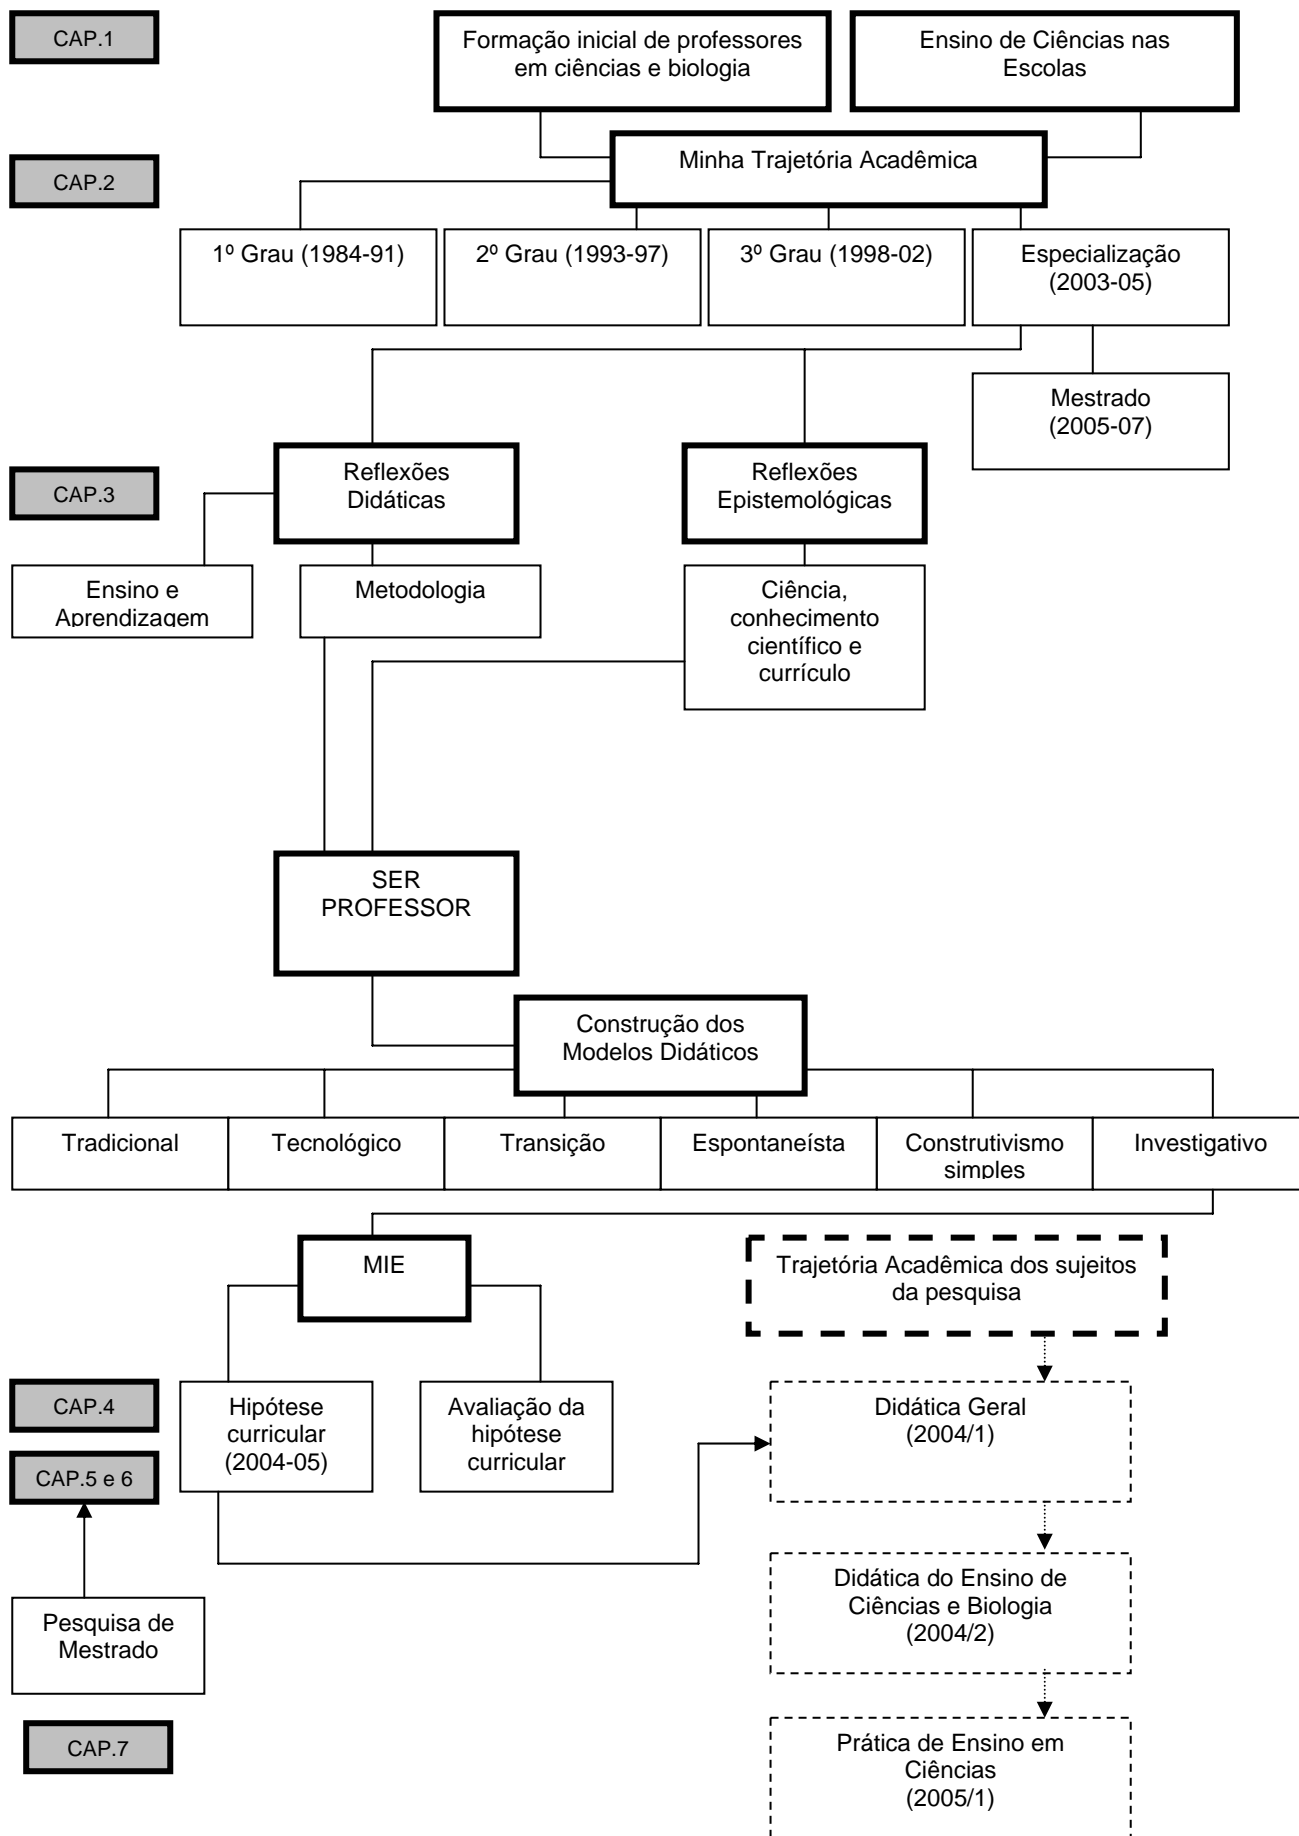 CAP.1
Formação inicial de professores
em ciências e biologia
Ensino de Ciências nas
Escolas
CAP.2
Minha Trajetória Acadêmica
1º Grau (1984-91)
2º Grau (1993-97)
3º Grau (1998-02)
Especialização
(2003-05)
Mestrado
(2005-07)
CAP.3
Reflexões
Didáticas
Reflexões
Epistemológicas
Ensino e
Aprendizagem
Metodologia
Ciência,
conhecimento
científico e
currículo
SER
PROFESSOR
Construção dos
Modelos Didáticos
Tradicional
Tecnológico
Transição
Espontaneísta
Construtivismo
simples
Investigativo
MIE
Trajetória Acadêmica dos sujeitos
da pesquisa
CAP.4
Hipótese
curricular
(2004-05)
Avaliação da
hipótese
curricular
Didática Geral
(2004/1)
CAP.5 e 6
Didática do Ensino de
Ciências e Biologia
(2004/2)
Pesquisa de
Mestrado
CAP.7
Prática de Ensino em
Ciências
(2005/1)